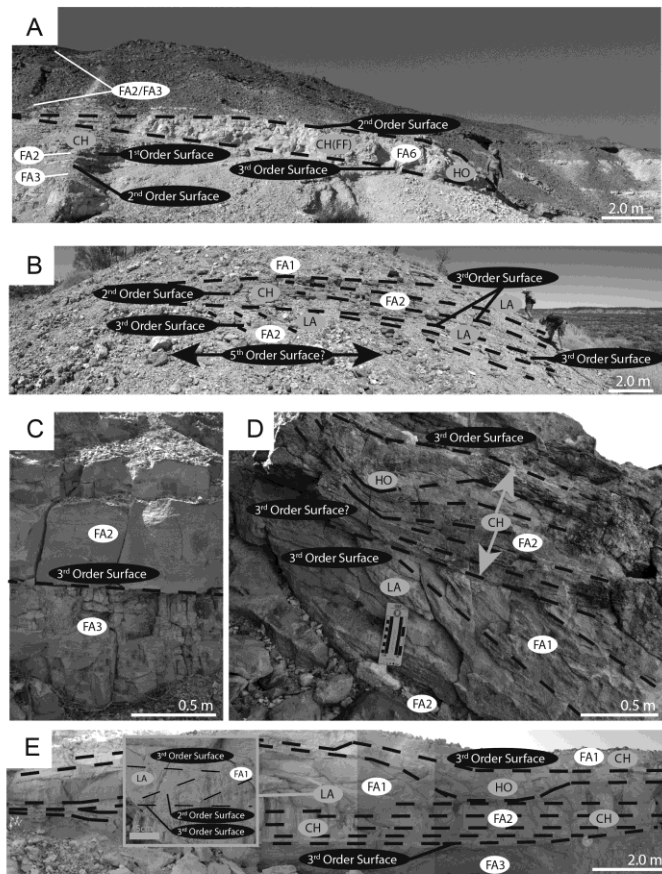 A
FA2/FA3
2nd Order Surface
CH
CH(FF)
FA2
1st Order Surface
FA6
3rd Order Surface
HO
FA3
2nd Order Surface
2.0 m
B
FA1
3rd Order Surface
2nd Order Surface
CH
FA2
LA
3rd Order Surface
LA
LA
FA2
5th Order Surface?
3rd Order Surface
2.0 m
C
FA2
3rd Order Surface
FA3
0.5 m
D
3rd Order Surface
HO
3rd Order Surface?
CH
FA2
3rd Order Surface
LA
FA1
FA2
0.5 m
E
3rd Order Surface
LA
FA1
2nd Order Surface
3rd Order Surface
LA
CH
FA1
3rd Order Surface
FA1
CH
HO
FA2
CH
3rd Order Surface
FA3
2.0 m